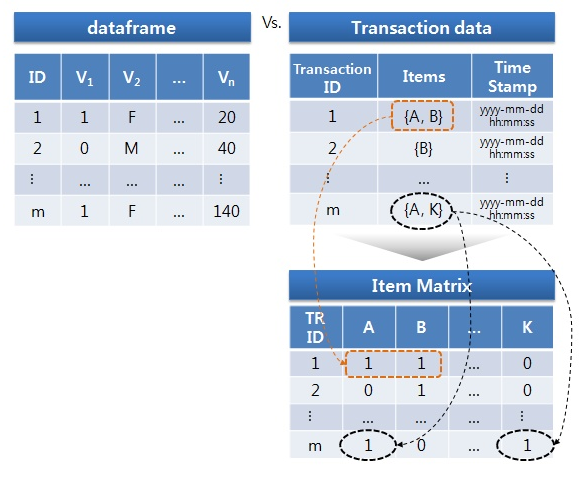 dataframe
Vs.
Transaction data
ID V1 V2 ... Vn
1 1 F ... 20
2 0 M ... 40
⋮ ... ... ⋮
m 1 F ... 140
Transaction
ID
Items
Time
Stamp
1 {A, B} yyyy-mm-dd
hh:mm:ss
2 {B} yyyy-mm-dd
hh:mm:ss
⋮ ... ⋮
m {A, K} yyyy-mm-dd
hh:mm:ss
Item Matrix
TR
ID
A B ... K
1 1 1 ... 0
2 0 1 ... 0
⋮ ... ... ... ⋮
m 1 0 ... 1